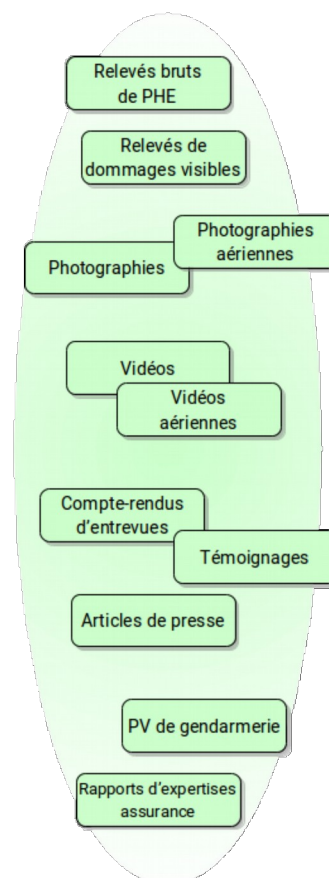 Relevés bruts
de PHE
Relevés de
dommages visibles
Photographies
aériennes
Photographies
Vidéos
Vidéos
aériennes
Compte-rendus
d’entrevues
Témoignages
Articles de presse
PV de gendarmerie
Rapports d’expertises
assurance